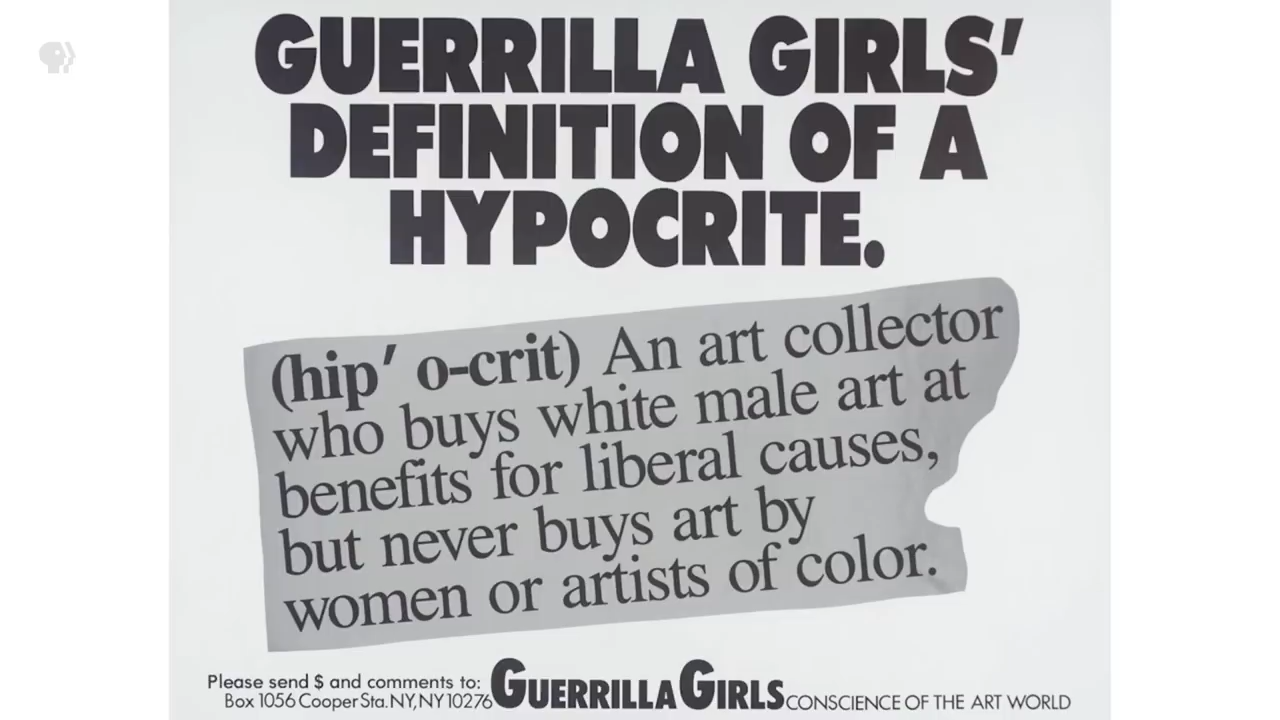 GUERRILLA GIRLS'
DEFINITION OF A
HYPOCRITE.
(hip′ o-crit) An art collector
who buys white male art at
benefits for liberal causes,
but never buys art by
women or artists of color.
Please send $ and comments to:
Box 1056 Cooper Sta. NY, NY 10276
GUERRILLA GIRLS CONSCIENCE OF THE ART WORLD